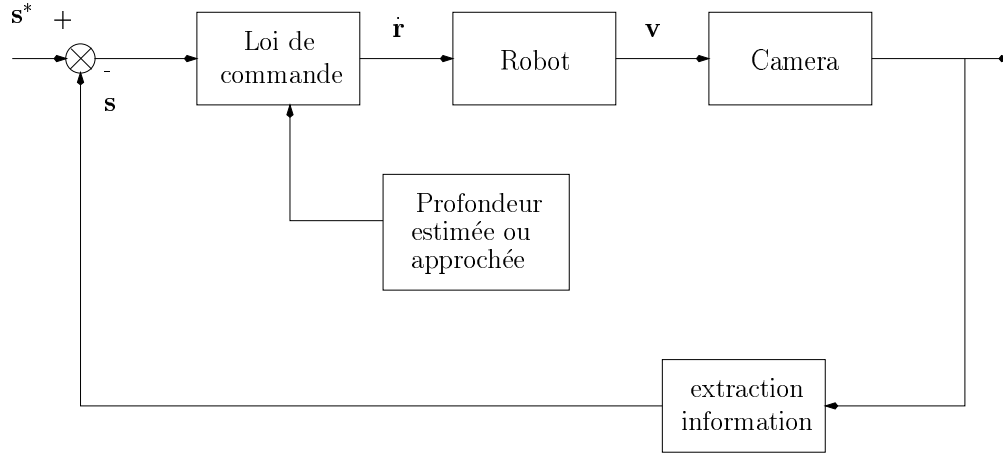 s* +
-
s
Loi de
commande
ṙ
Robot
v
Camera
Profondeur
estimée ou
approchée
extraction
information